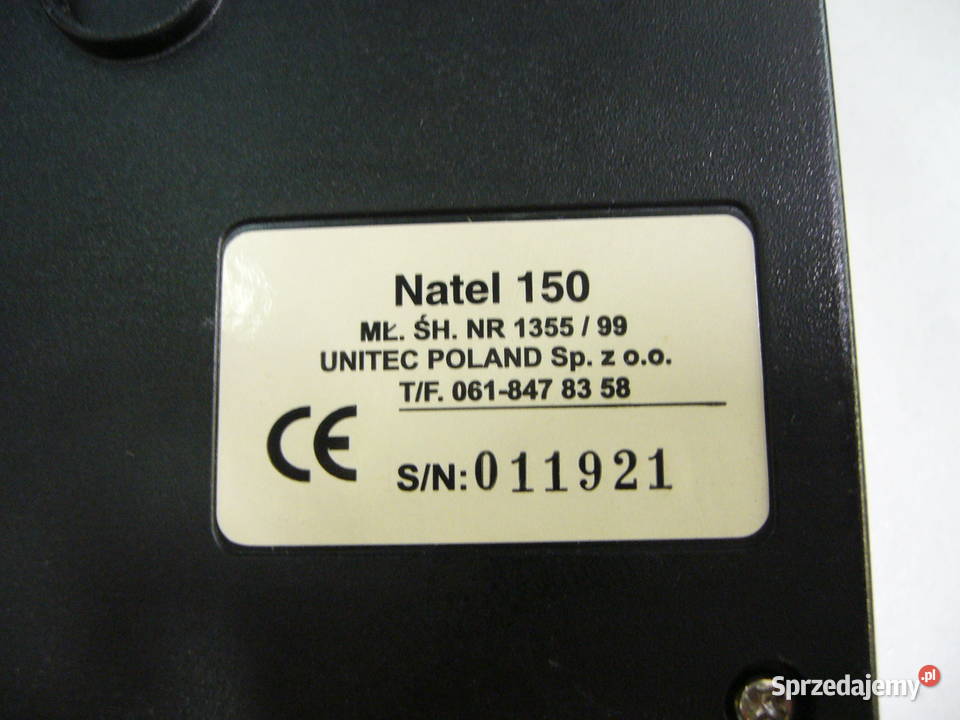 Natel 150
MŁ. ŚH. NR 1355 / 99
UNITEC POLAND Sp. z o.o.
T/F. 061-847 83 58
CE
S/N: 011921
Sprzedajemy.pl